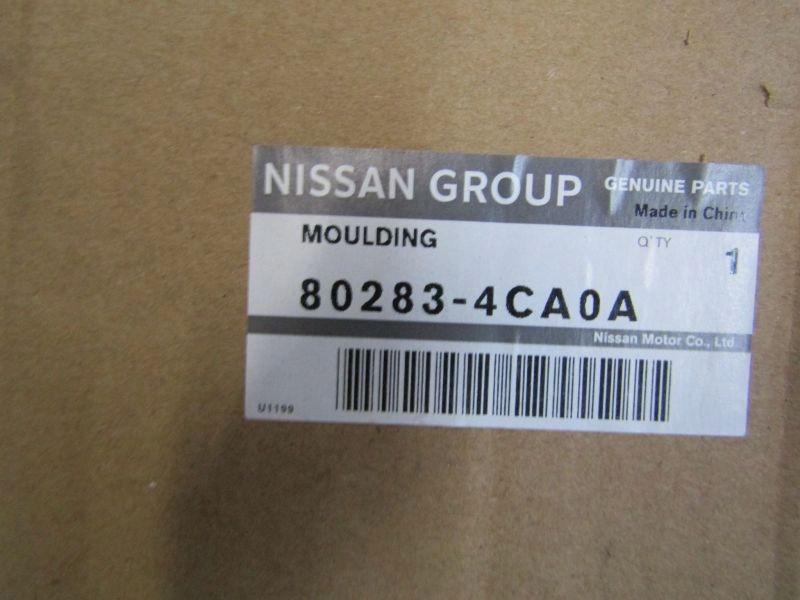 NISSAN GROUP GENUINE PARTS
Made in China
MOULDING Q'TY 1
80283-4CA0A
Nissan Motor Co., Ltd.
U1199